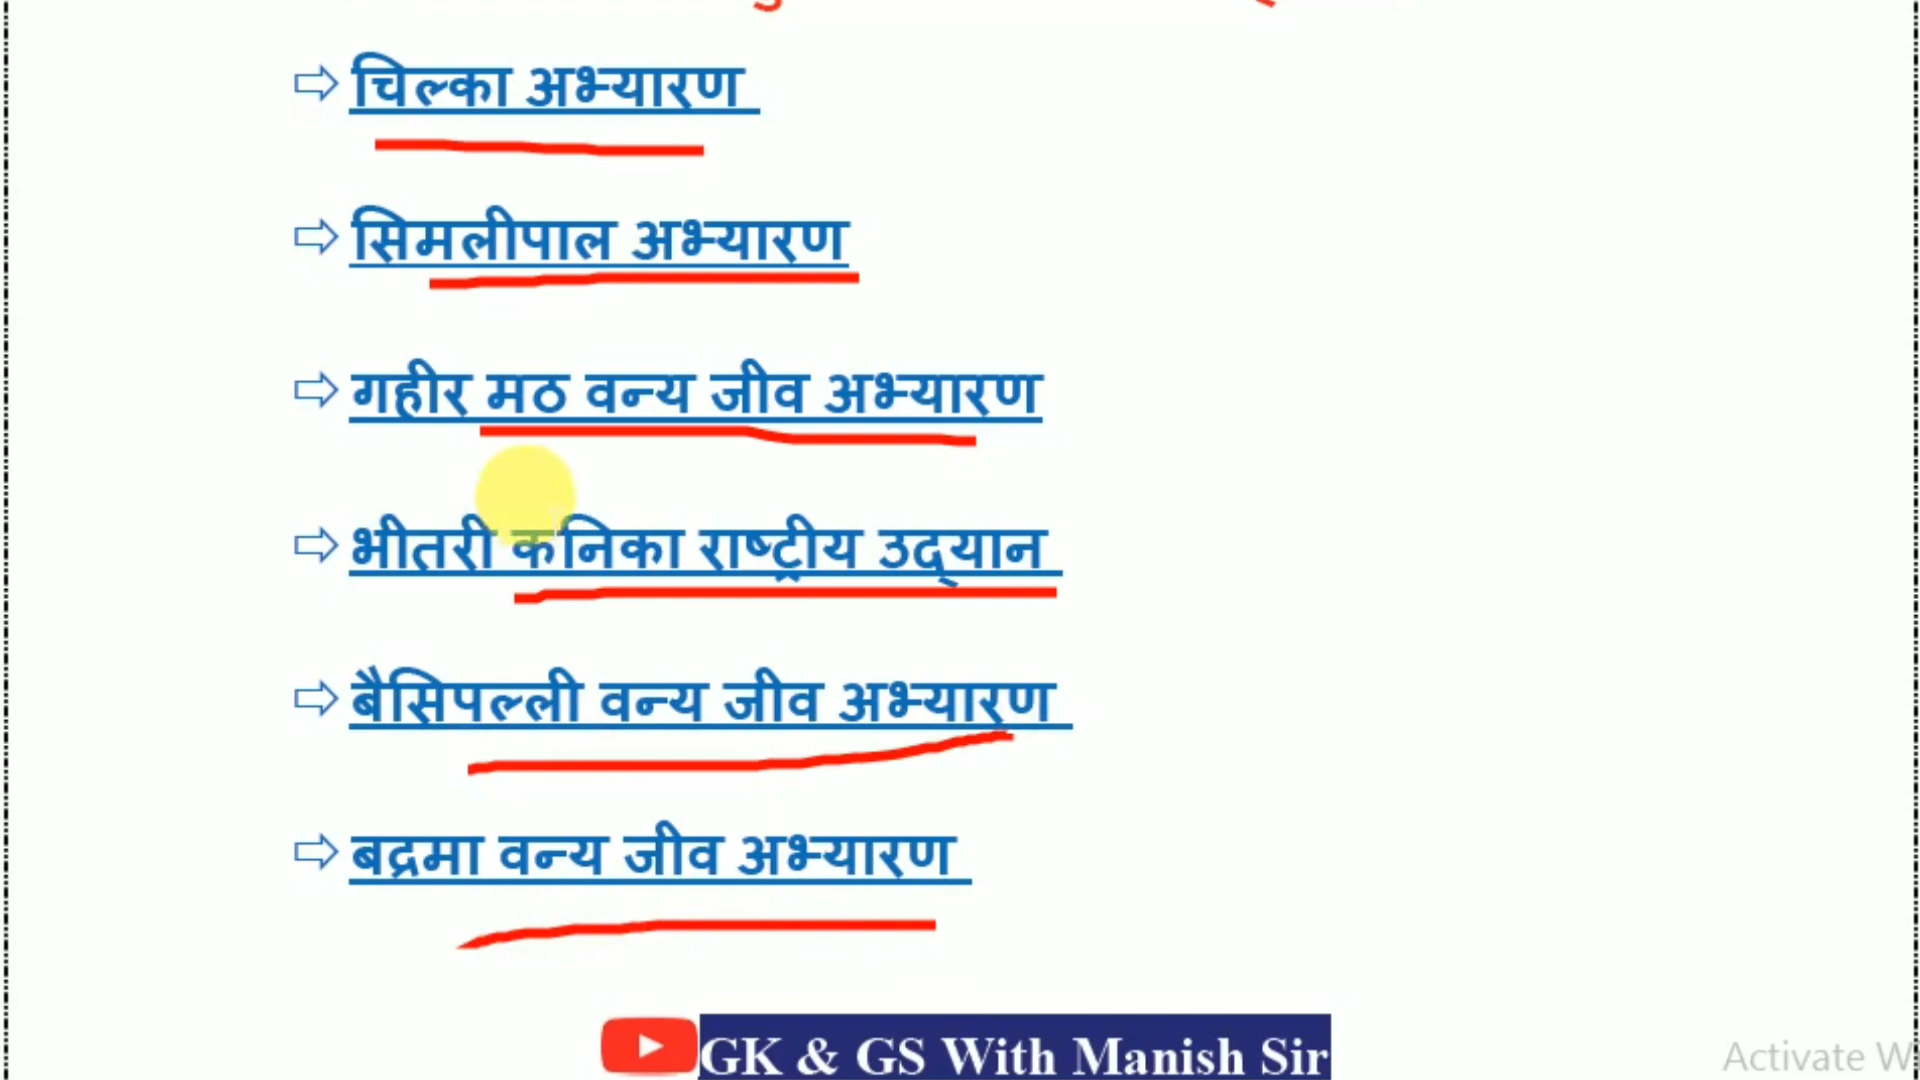 चिल्का अभ्यारण
सिमलीपाल अभ्यारण
गहीर मठ वन्य जीव अभ्यारण
भीतरी कनिका राष्ट्रीय उद्यान
बैसिपल्ली वन्य जीव अभ्यारण
बद्रमा वन्य जीव अभ्यारण
GK & GS With Manish Sir
Activate W